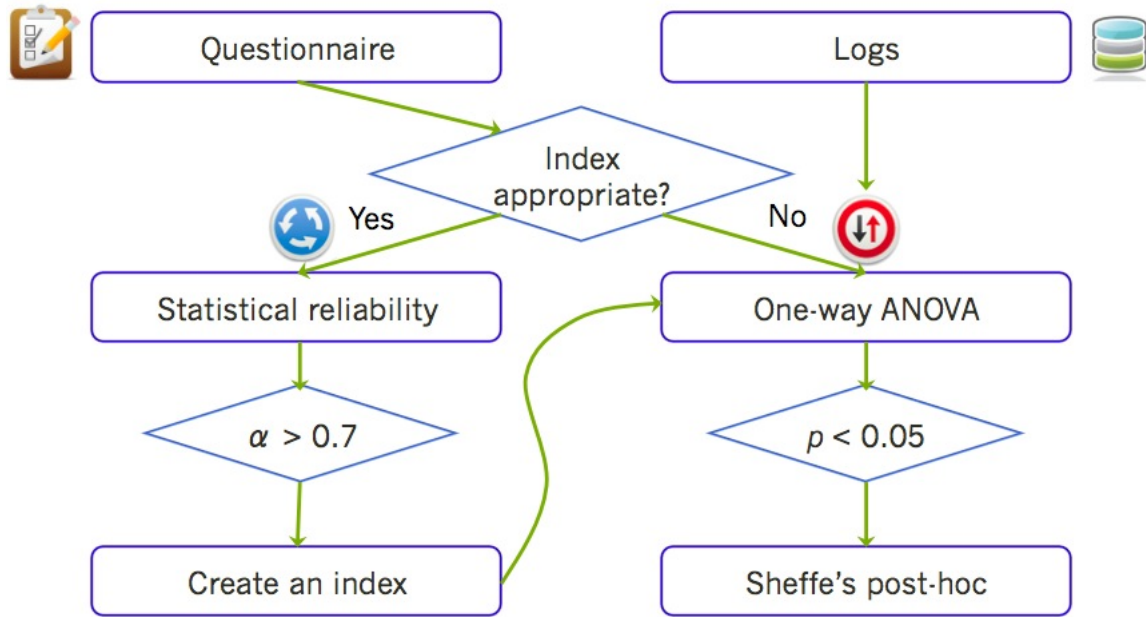 Questionnaire
Logs
Index
appropriate?
Yes
No
Statistical reliability
One-way ANOVA
α > 0.7
p < 0.05
Create an index
Sheffe's post-hoc